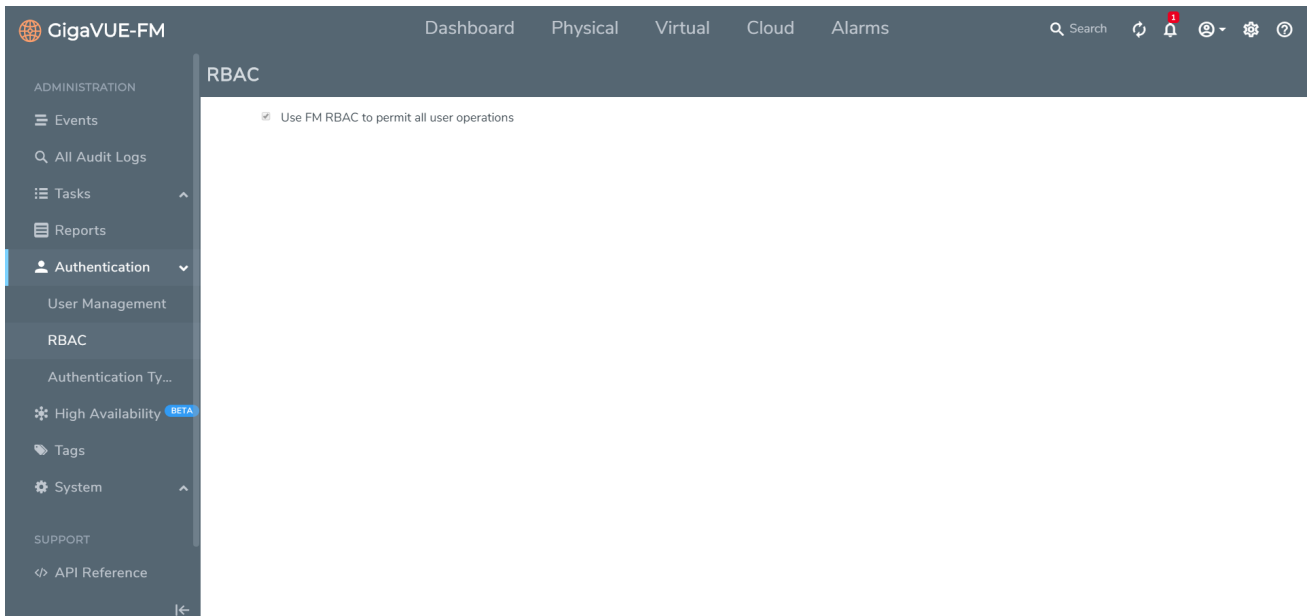 GigaVUE-FM
Dashboard Physical Virtual Cloud Alarms
Search
1
ADMINISTRATION
Events
All Audit Logs
Tasks
Reports
Authentication
User Management
RBAC
Authentication Ty...
High Availability BETA
Tags
System
SUPPORT
API Reference
RBAC
Use FM RBAC to permit all user operations